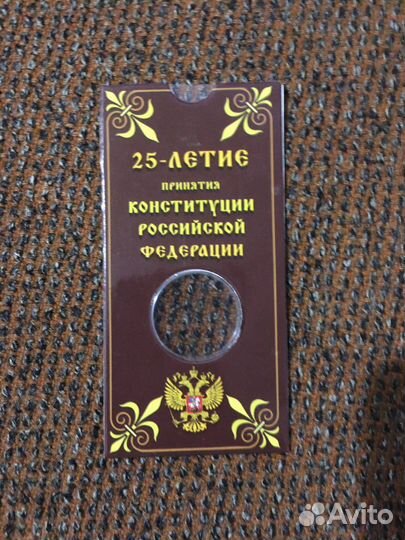 25-ЛЕТИЕ
ПРИНЯТИЯ
КОНСТИТУЦИИ
РОССИЙСКОЙ
ФЕДЕРАЦИИ
Avito